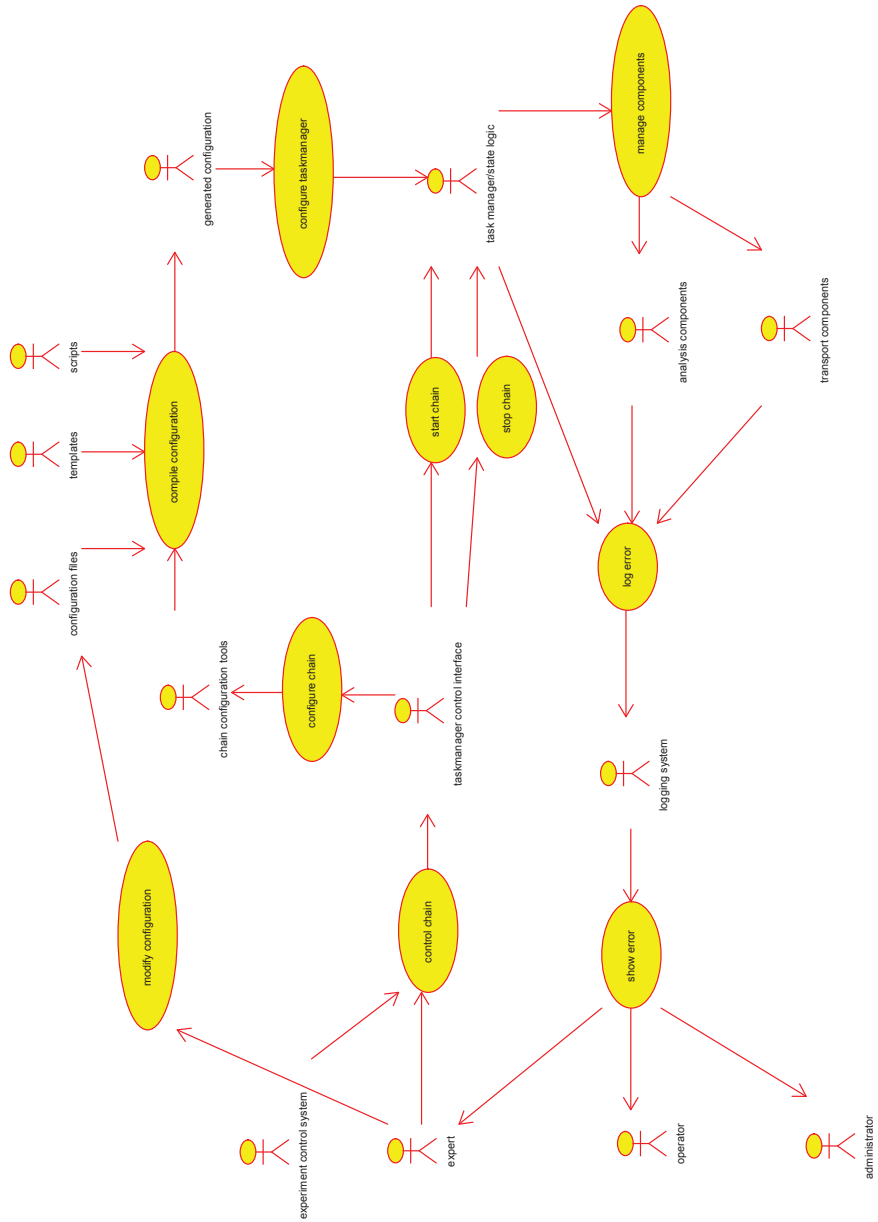 configuration files
templates
scripts
generated configuration
modify configuration
compile configuration
configure taskmanager
chain configuration tools
configure chain
experiment control system
expert
control chain
taskmanager control interface
start chain
stop chain
task manager/state logic
manage components
operator
administrator
show error
logging system
log error
analysis components
transport components